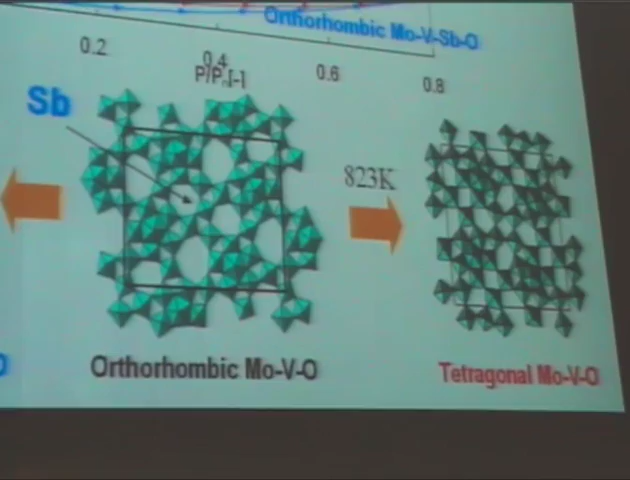 Orthorhombic Mo-V-Sb-O
0.2 0.4 0.6 0.8
Sb
823K
Orthorhombic Mo-V-O
Tetragonal Mo-V-O